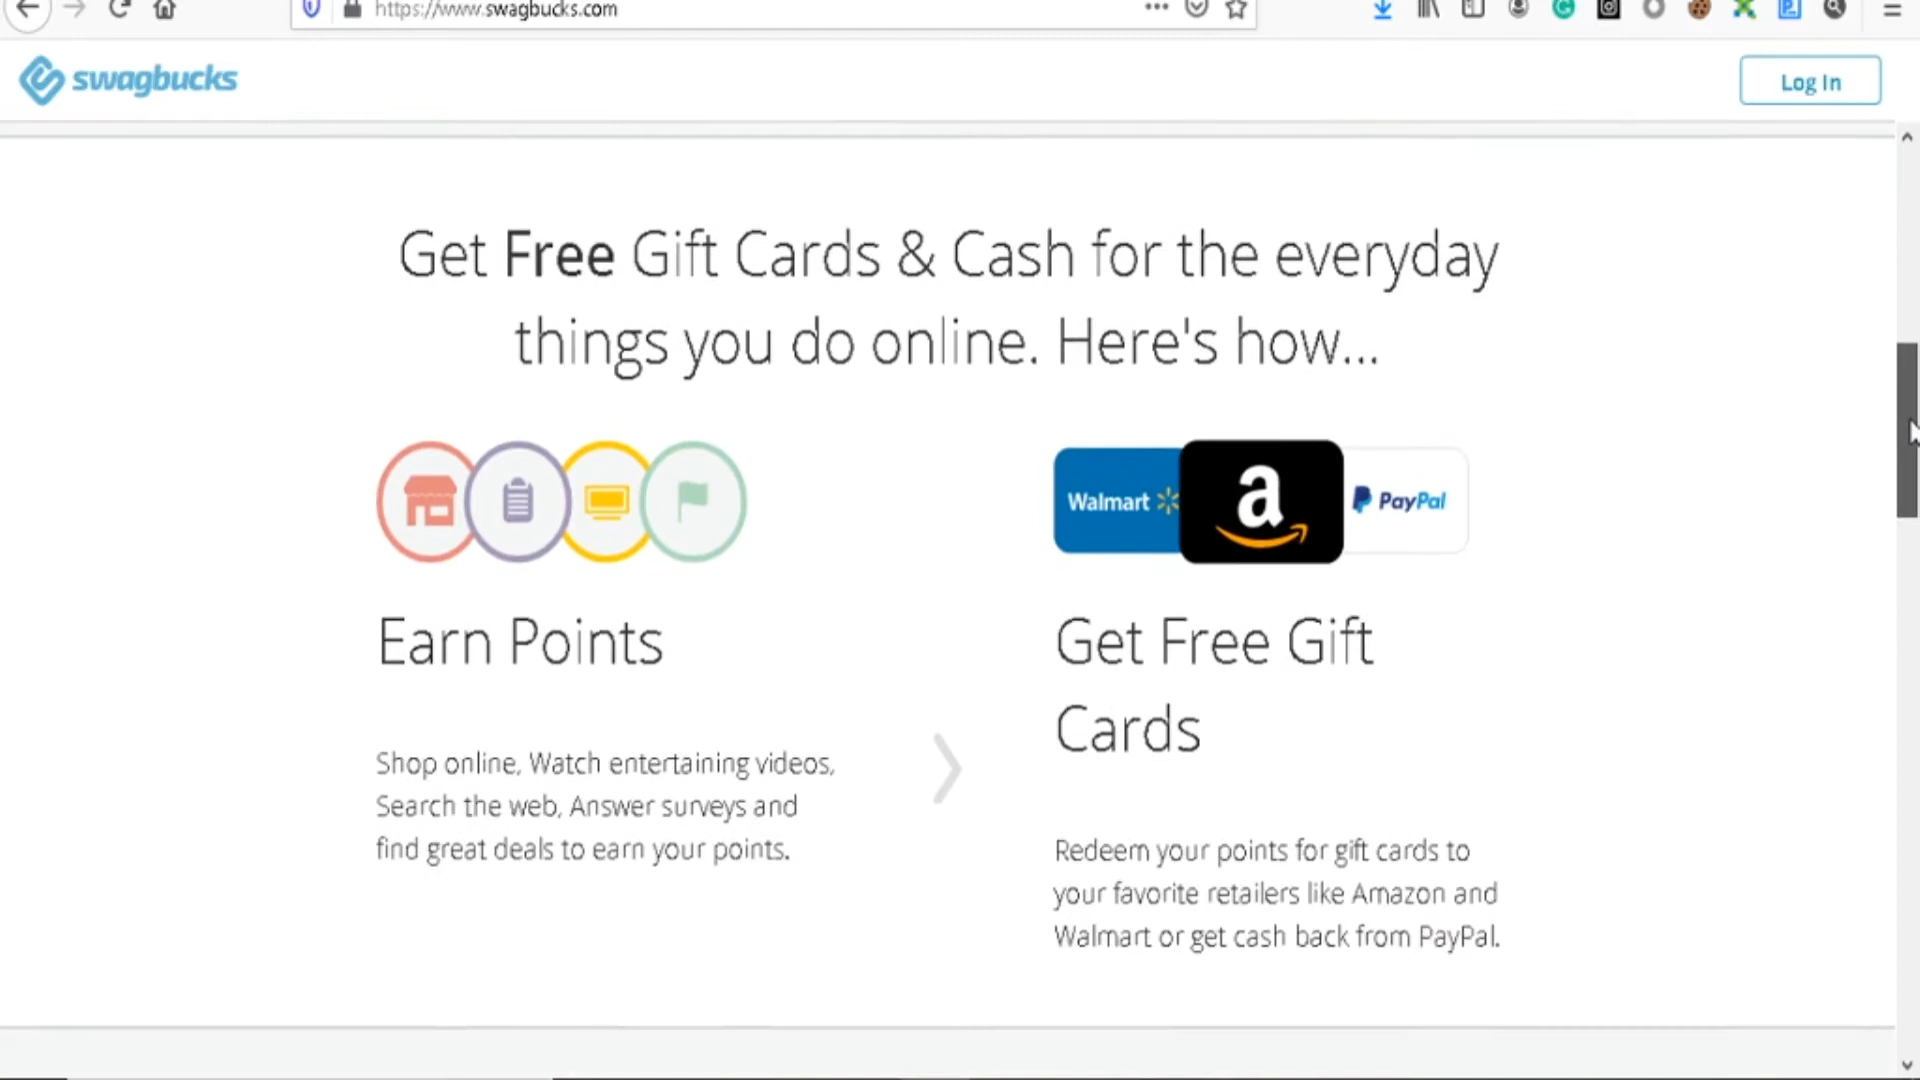 https://www.swagbucks.com
swagbucks
Log In
Get Free Gift Cards & Cash for the everyday
things you do online. Here's how...
Walmart
a
PayPal
Earn Points
Get Free Gift
Cards
Shop online, Watch entertaining videos,
Search the web, Answer surveys and
find great deals to earn your points.
Redeem your points for gift cards to
your favorite retailers like Amazon and
Walmart or get cash back from PayPal.